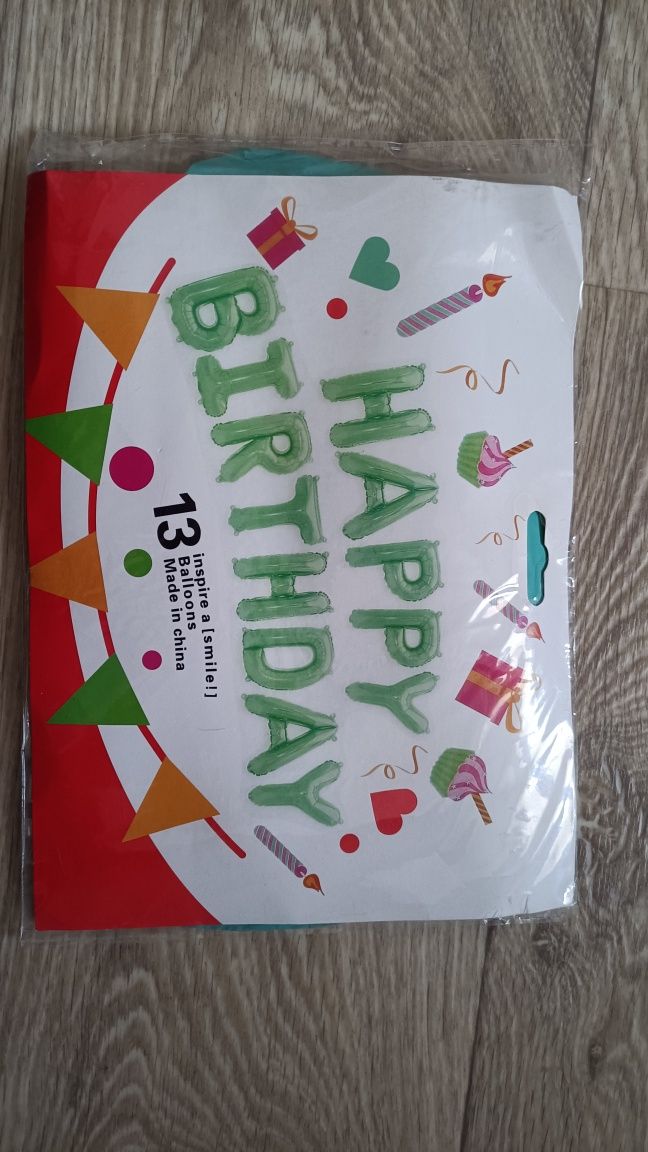 HAPPY
BIRTHDAY
13
inspire a [smile!]
Balloons
Made in china